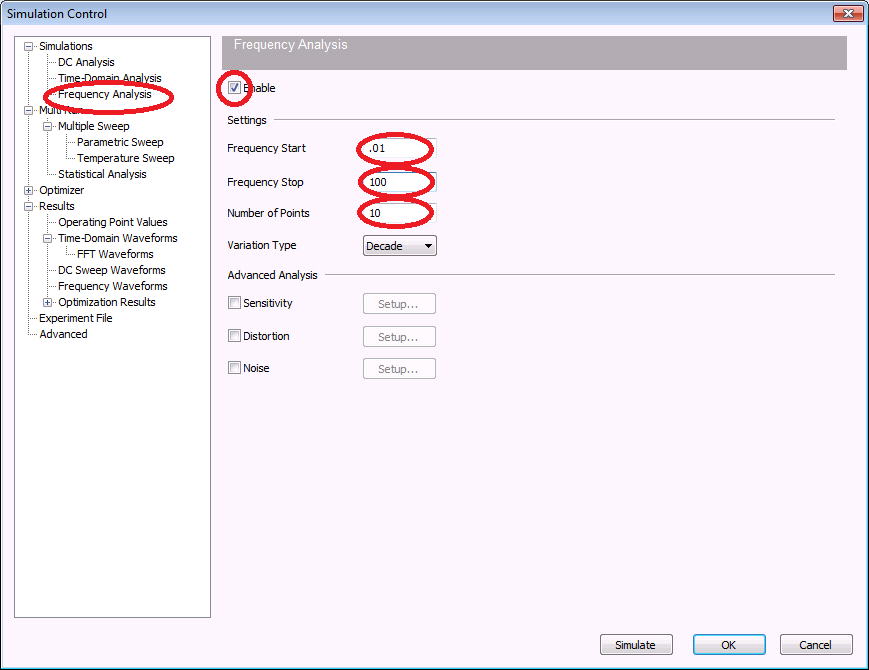 Simulation Control
Simulations
DC Analysis
Time-Domain Analysis
Frequency Analysis
Multiple Sweep
Parametric Sweep
Temperature Sweep
Statistical Analysis
Optimizer
Results
Operating Point Values
Time-Domain Waveforms
FFT Waveforms
DC Sweep Waveforms
Frequency Waveforms
Optimization Results
Experiment File
Advanced
Frequency Analysis
Enable
Settings
Frequency Start .01
Frequency Stop 100
Number of Points 10
Variation Type Decade
Advanced Analysis
Sensitivity Setup...
Distortion Setup...
Noise Setup...
Simulate OK Cancel